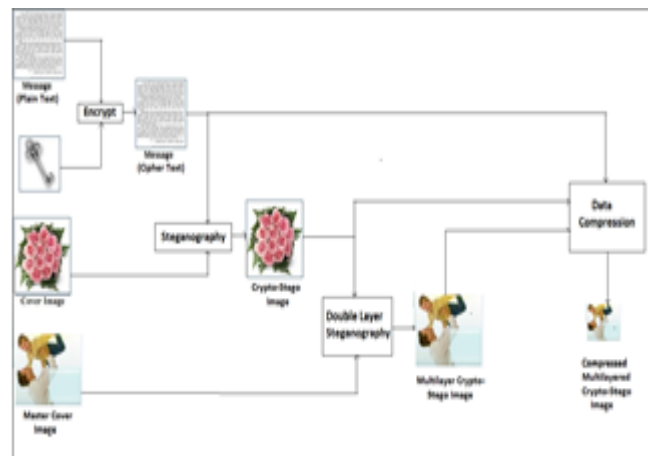 Message
(Plain Text)
Encrypt
Message
(Cipher Text)
Steganography
Cover Image
Crypto-Stego
Image
Data
Compression
Double Layer
Steganography
Multilayer Crypto-
Stego Image
Master Cover
Image
Compressed
Multilayered
Crypto-Stego
Image